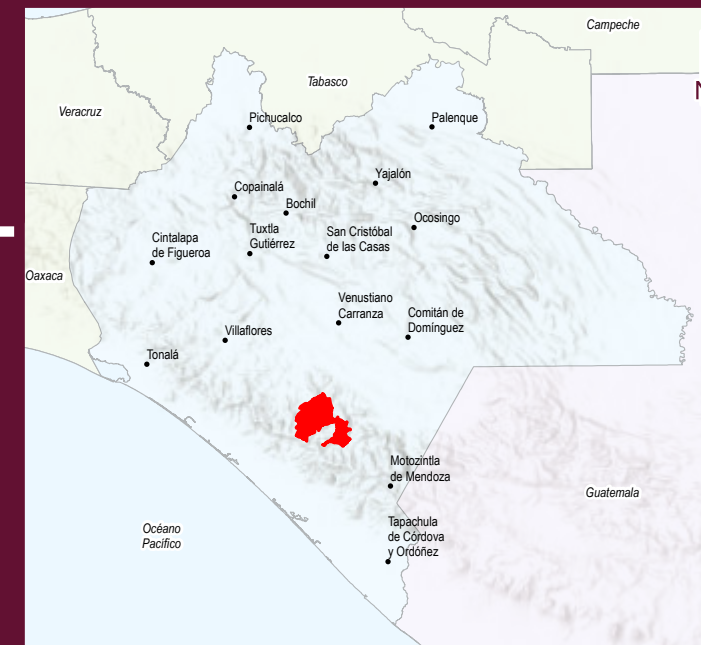 Campeche
Tabasco
N
Veracruz
Pichucalco
Palenque
Yajalón
Copainalá
Bochil
Ocosingo
Tuxtla
Gutiérrez
San Cristóbal
de las Casas
Cintalapa
de Figueroa
Oaxaca
Venustiano
Carranza
Comitán de
Domínguez
Villaflores
Tonalá
Motozintla
de Mendoza
Guatemala
Océano
Pacífico
Tapachula
de Córdova
y Ordóñez